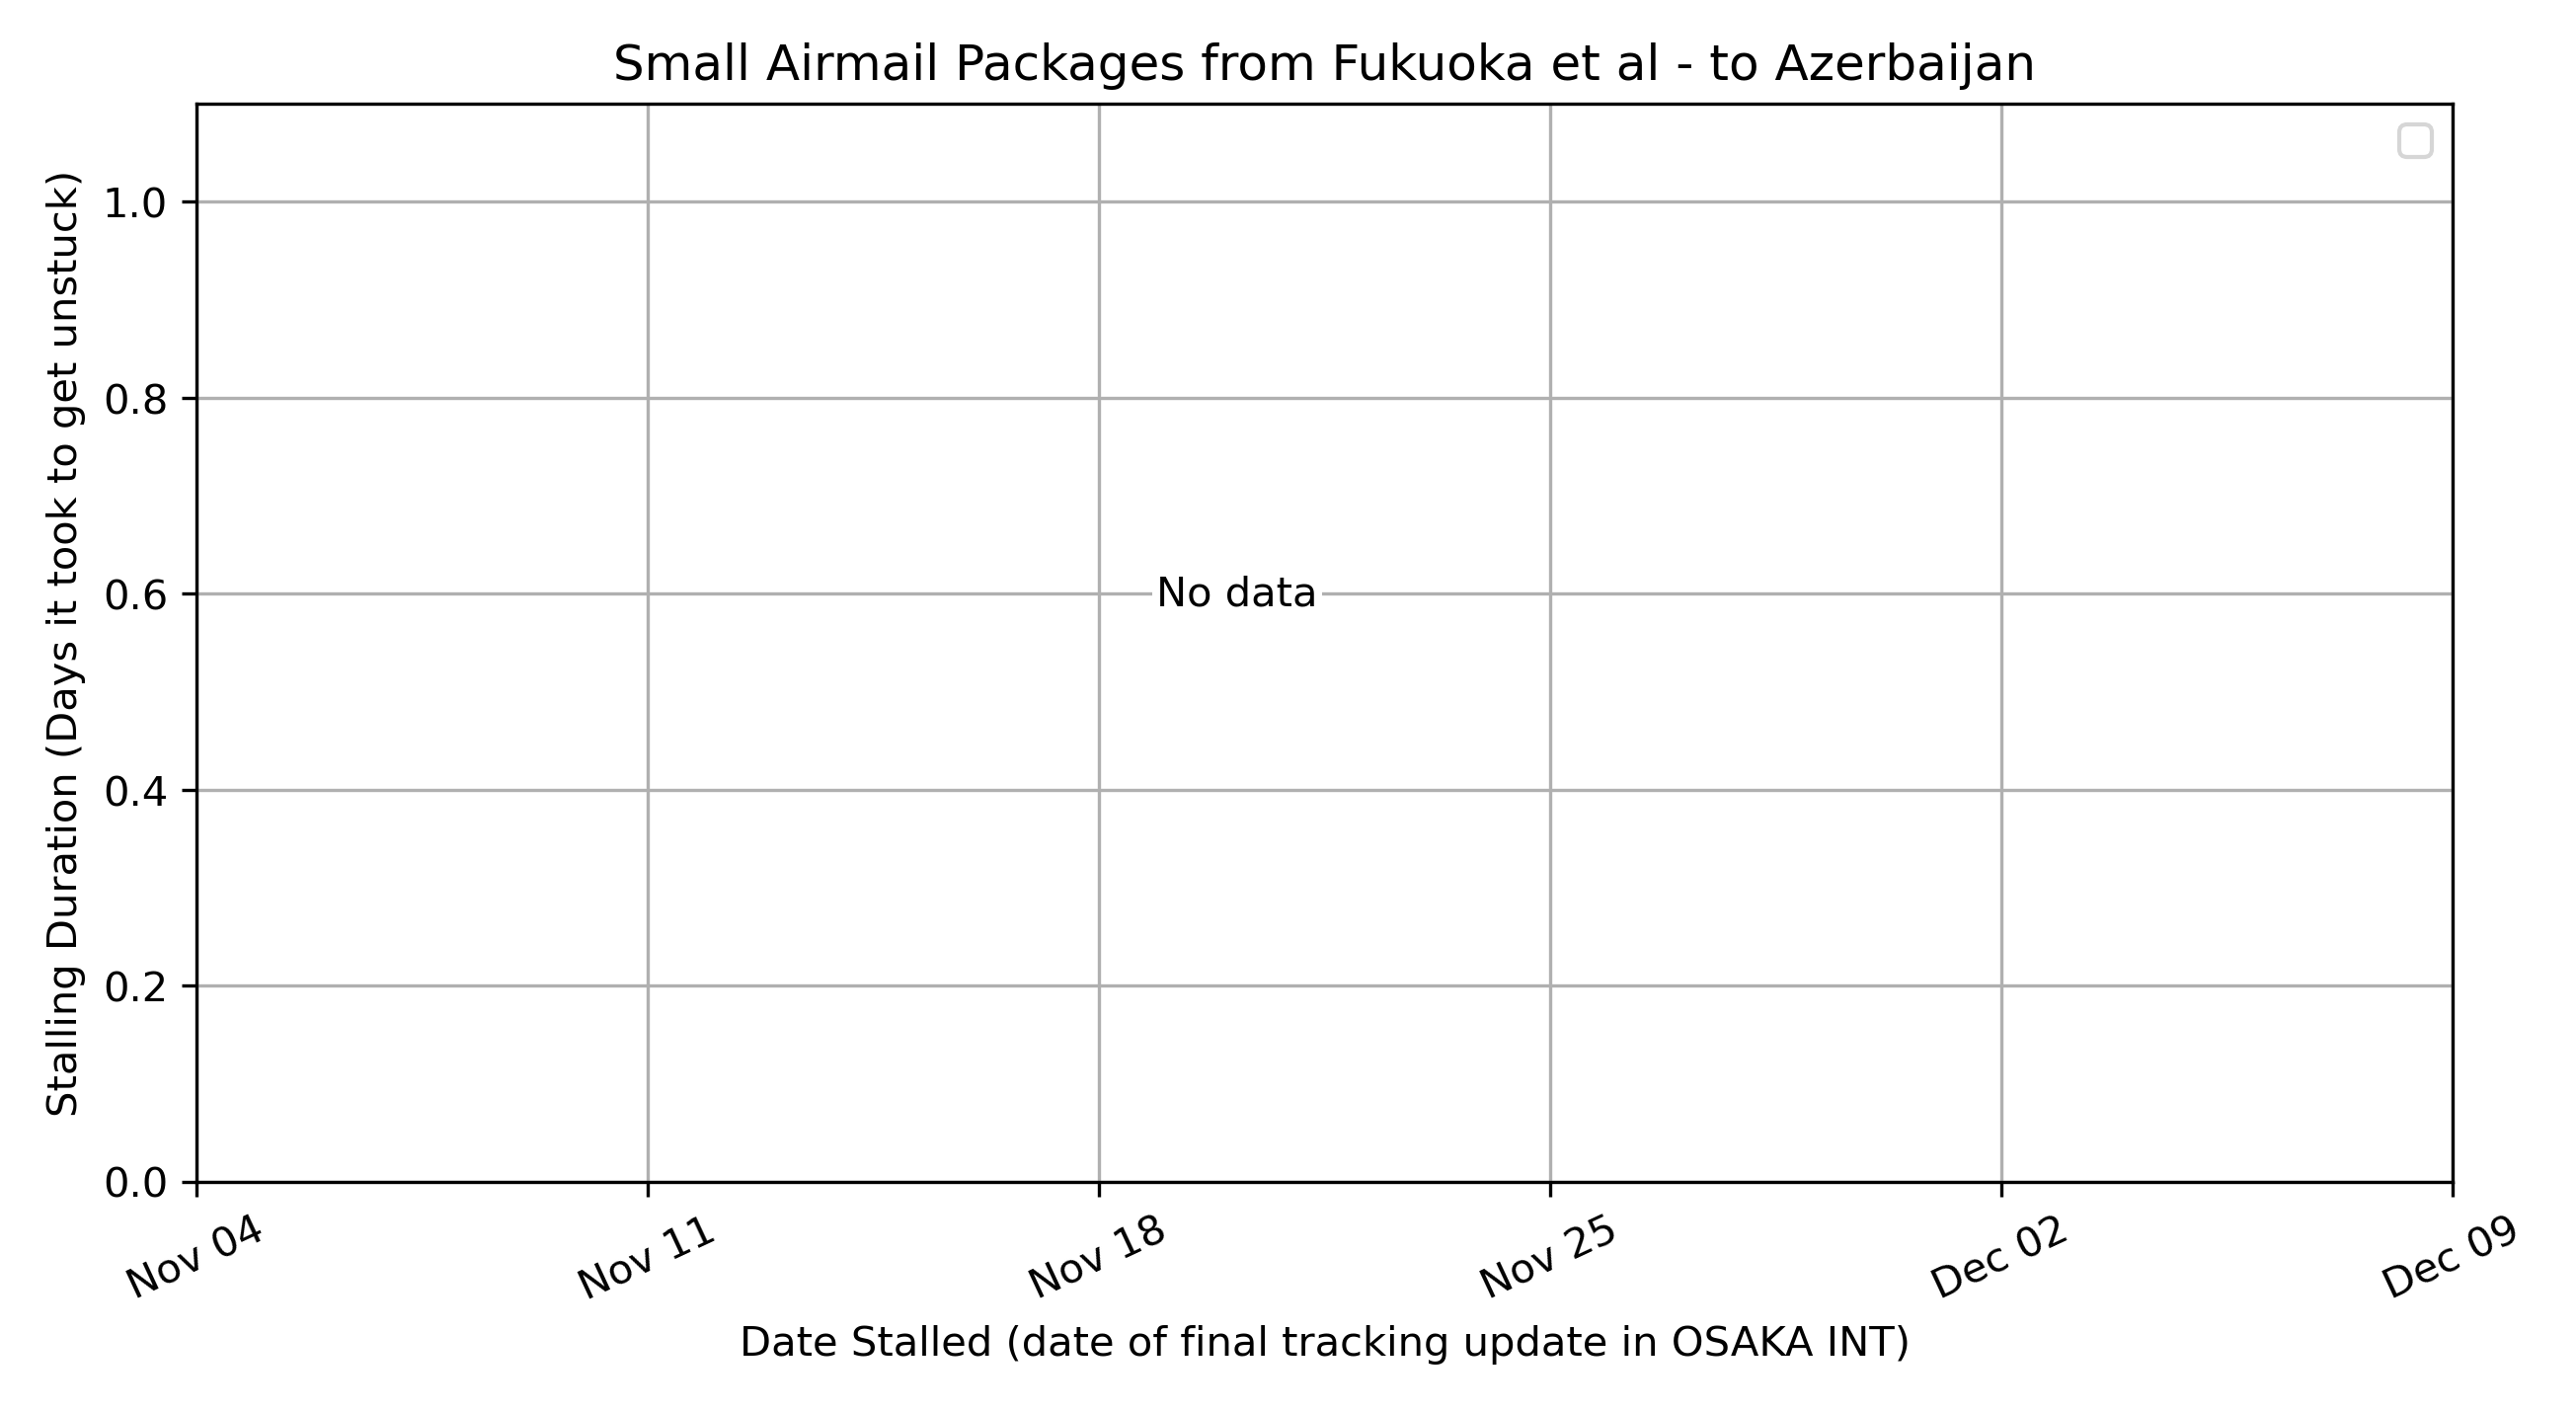 Small Airmail Packages from Fukuoka et al - to Azerbaijan
Stalling Duration (Days it took to get unstuck)
1.0
0.8
0.6
0.4
0.2
0.0
No data
Nov 04
Nov 11
Nov 18
Nov 25
Dec 02
Dec 09
Date Stalled (date of final tracking update in OSAKA INT)